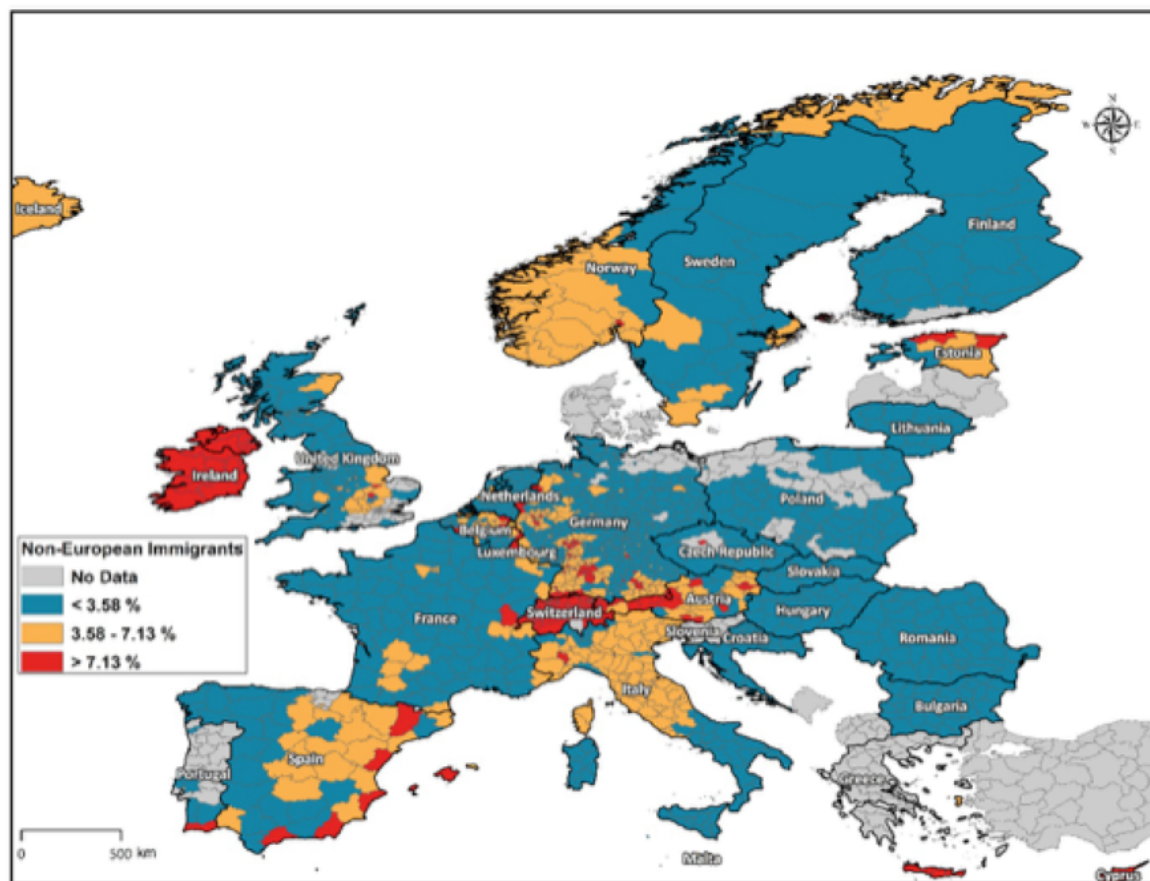 N
W E
S
Iceland
Finland
Norway
Sweden
Estonia
Lithuania
United Kingdom
Ireland
Netherlands
Poland
Belgium
Germany
Luxembourg
Czech Republic
Slovakia
Austria
Switzerland
France
Hungary
Slovenia
Croatia
Romania
Italy
Bulgaria
Spain
Portugal
Greece
Malta
Cyprus
Non-European Immigrants
No Data
< 3.58 %
3.58 - 7.13 %
> 7.13 %
0 500 km